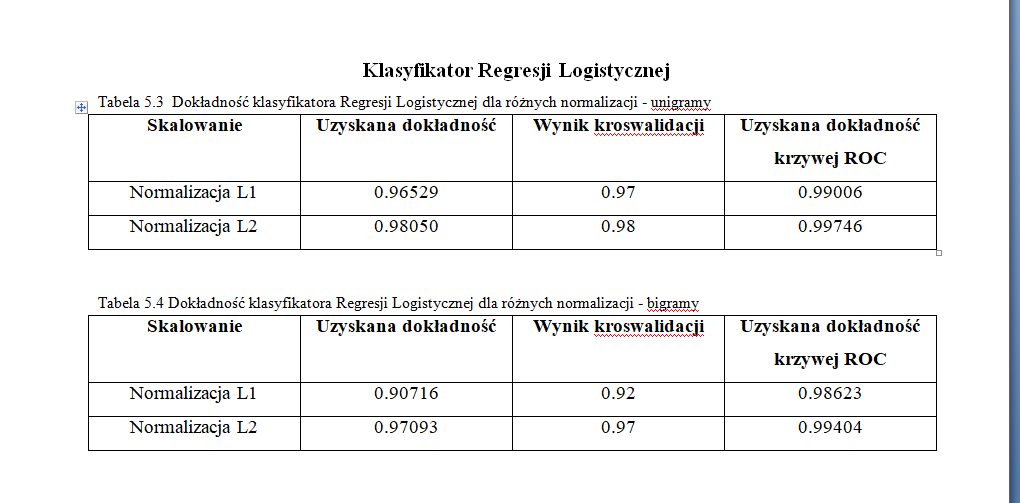 Klasyfikator Regresji Logistycznej
Tabela 5.3 Dokładność klasyfikatora Regresji Logistycznej dla różnych normalizacji - unigramy
Skalowanie Uzyskana dokładność Wynik kroswalidacji Uzyskana dokładność krzywej ROC
Normalizacja L1 0.96529 0.97 0.99006
Normalizacja L2 0.98050 0.98 0.99746
Tabela 5.4 Dokładność klasyfikatora Regresji Logistycznej dla różnych normalizacji - bigramy
Skalowanie Uzyskana dokładność Wynik kroswalidacji Uzyskana dokładność krzywej ROC
Normalizacja L1 0.90716 0.92 0.98623
Normalizacja L2 0.97093 0.97 0.99404